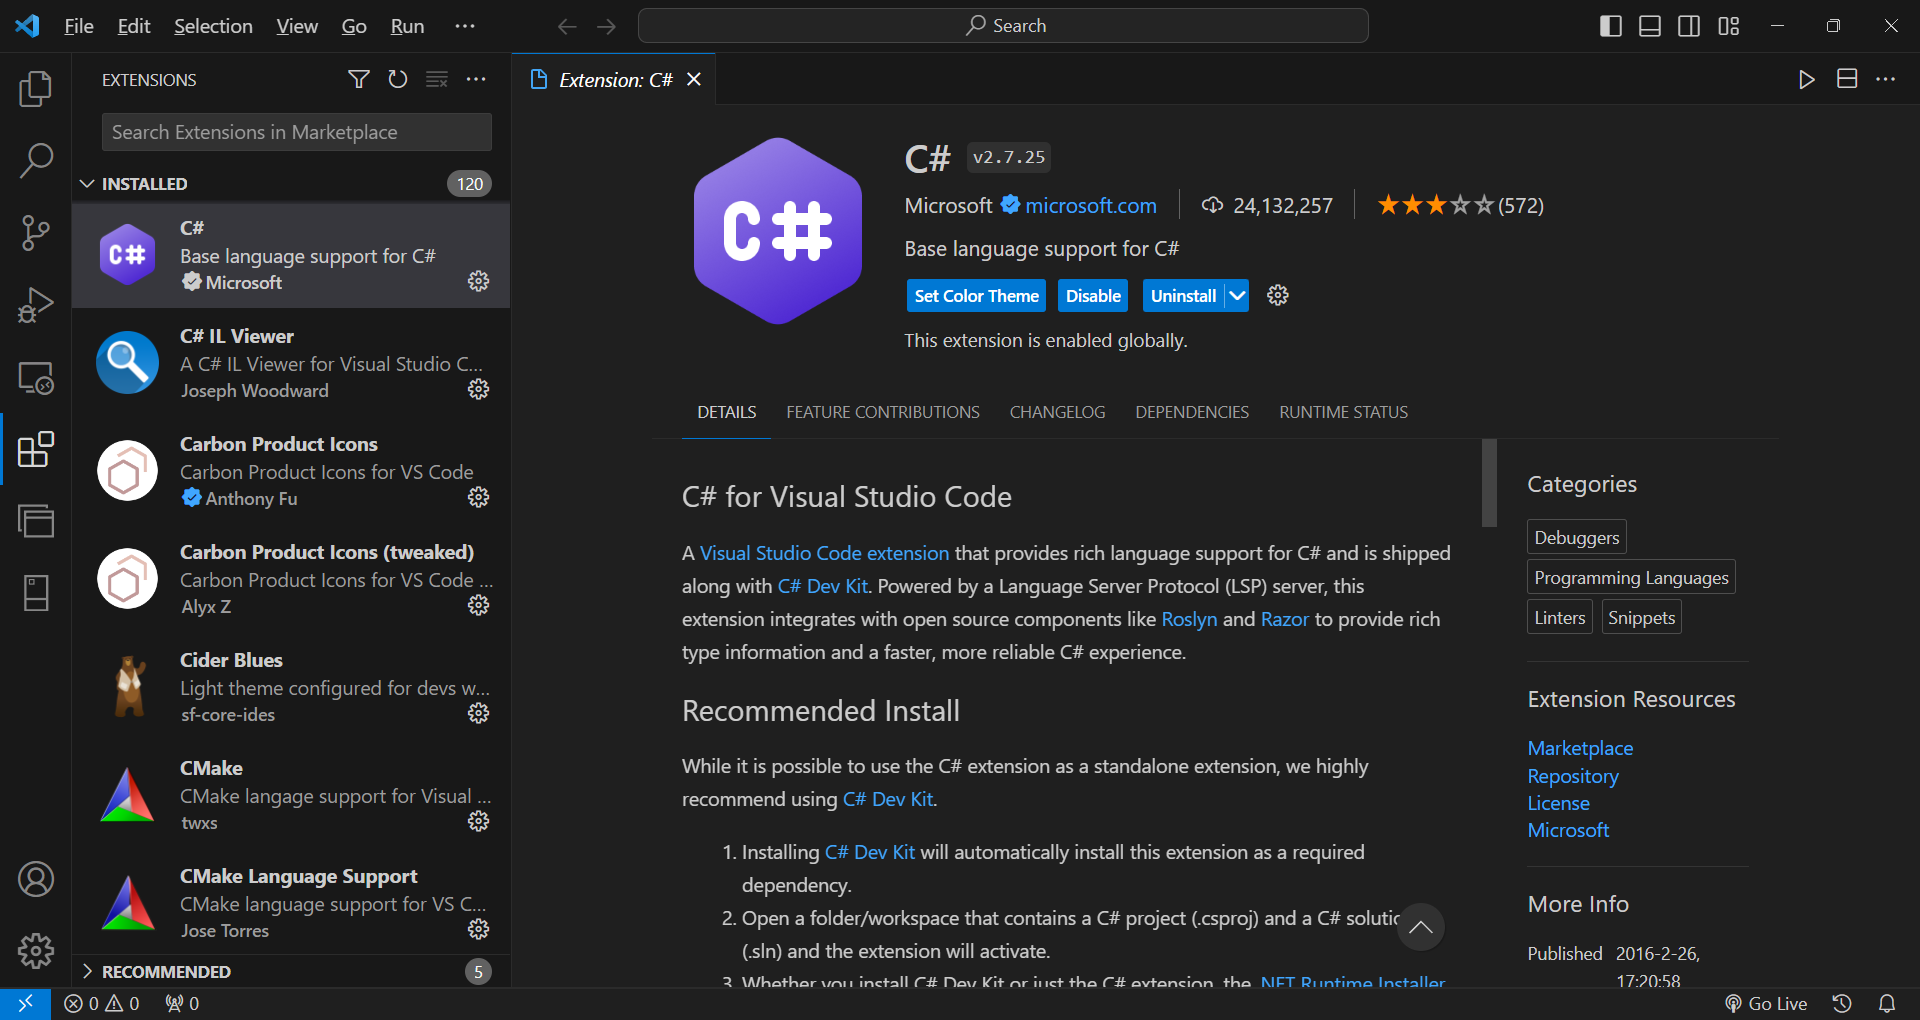 File Edit Selection View Go Run ···
Search
EXTENSIONS
Search Extensions in Marketplace
INSTALLED 120
C#
Base language support for C#
Microsoft
C# IL Viewer
A C# IL Viewer for Visual Studio C...
Joseph Woodward
Carbon Product Icons
Carbon Product Icons for VS Code
Anthony Fu
Carbon Product Icons (tweaked)
Carbon Product Icons for VS Code ...
Alyx Z
Cider Blues
Light theme configured for devs w...
sf-core-ides
CMake
CMake langage support for Visual ...
twxs
CMake Language Support
CMake language support for VS C...
Jose Torres
RECOMMENDED 5
Extension: C#
C#
C# v2.7.25
Microsoft microsoft.com 24,132,257 (572)
Base language support for C#
Set Color Theme Disable Uninstall
This extension is enabled globally.
DETAILS FEATURE CONTRIBUTIONS CHANGELOG DEPENDENCIES RUNTIME STATUS
C# for Visual Studio Code
A Visual Studio Code extension that provides rich language support for C# and is shipped
along with C# Dev Kit. Powered by a Language Server Protocol (LSP) server, this
extension integrates with open source components like Roslyn and Razor to provide rich
type information and a faster, more reliable C# experience.
Recommended Install
While it is possible to use the C# extension as a standalone extension, we highly
recommend using C# Dev Kit.
1. Installing C# Dev Kit will automatically install this extension as a required
dependency.
2. Open a folder/workspace that contains a C# project (.csproj) and a C# solutio
(.sln) and the extension will activate.
3. Whether you install C# Dev Kit or just the C# extension, the .NET Runtime Installer
Categories
Debuggers
Programming Languages
Linters Snippets
Extension Resources
Marketplace
Repository
License
Microsoft
More Info
Published 2016-2-26,
17:20:58
0 0 0
Go Live